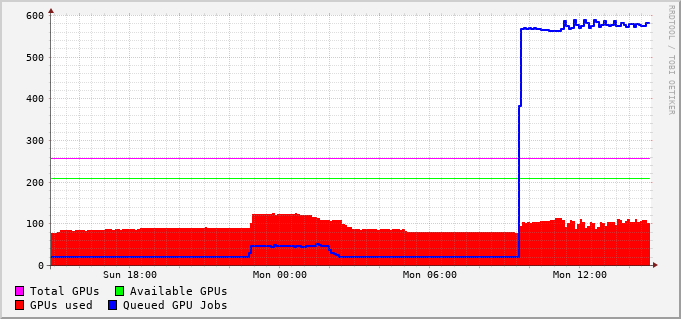 600
500
400
300
200
100
0
Sun 18:00 Mon 00:00 Mon 06:00 Mon 12:00
Total GPUs Available GPUs
GPUs used Queued GPU Jobs
RRDTOOL / TOBI OETIKER